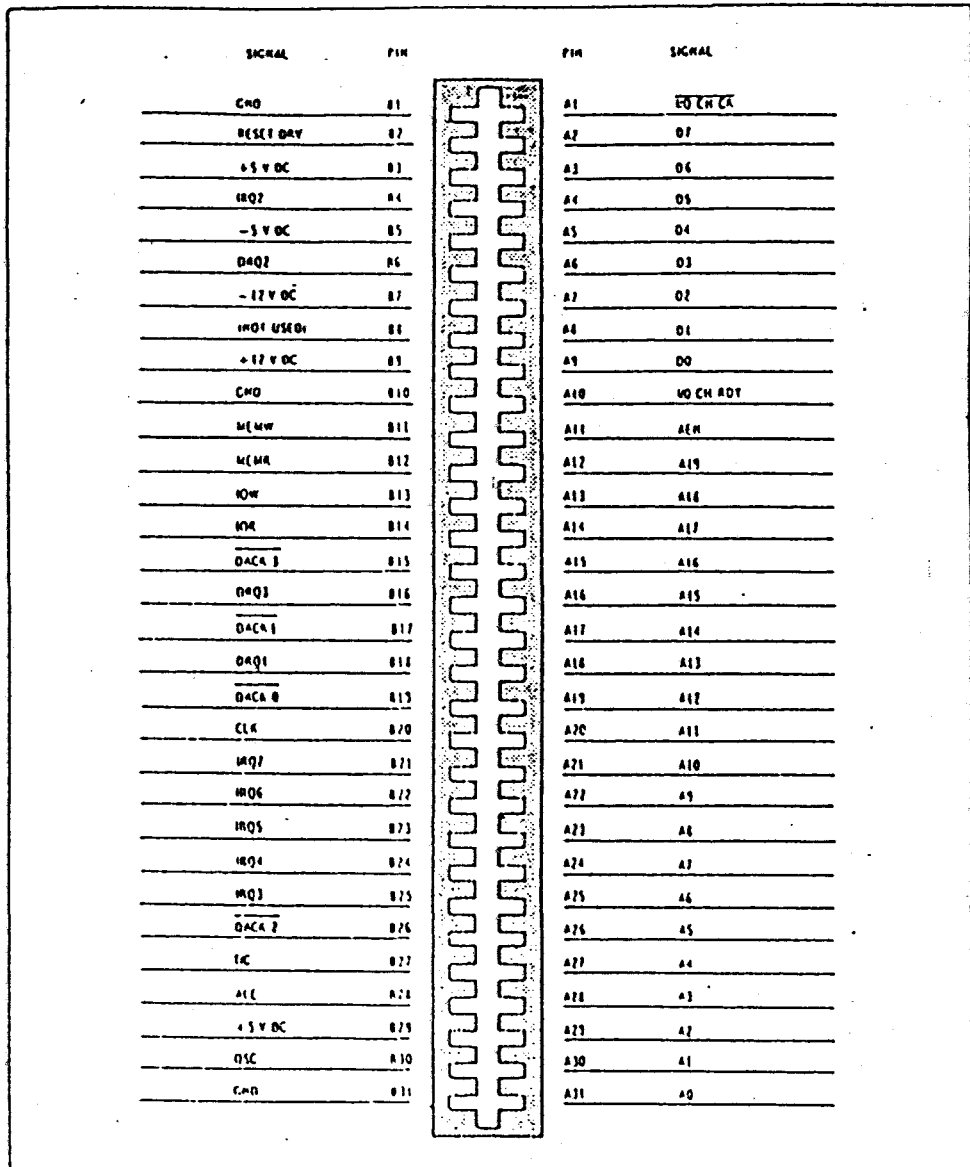 SIGNAL PIN PIN SIGNAL
GND B1 A1 I/O CH CK
RESET DRV B2 A2 D7
+5 V DC B3 A3 D6
IRQ2 B4 A4 D5
-5 V DC B5 A5 D4
DRQ2 B6 A6 D3
-12 V DC B7 A7 D2
B8 A8 D1
+12 V DC B9 A9 D0
GND B10 A10 I/O CH RDY
MEMW B11 A11 AEN
MEMR B12 A12 A19
IOW B13 A13 A18
IOR B14 A14 A17
DACK 3 B15 A15 A16
DRQ3 B16 A16 A15
DACK 1 B17 A17 A14
DRQ1 B18 A18 A13
DACK 0 B19 A19 A12
CLK B20 A20 A11
IRQ7 B21 A21 A10
IRQ6 B22 A22 A9
IRQ5 B23 A23 A8
IRQ4 B24 A24 A7
IRQ3 B25 A25 A6
DACK 2 B26 A26 A5
T/C B27 A27 A4
ALE B28 A28 A3
+5 V DC B29 A29 A2
OSC B30 A30 A1
GND B31 A31 A0